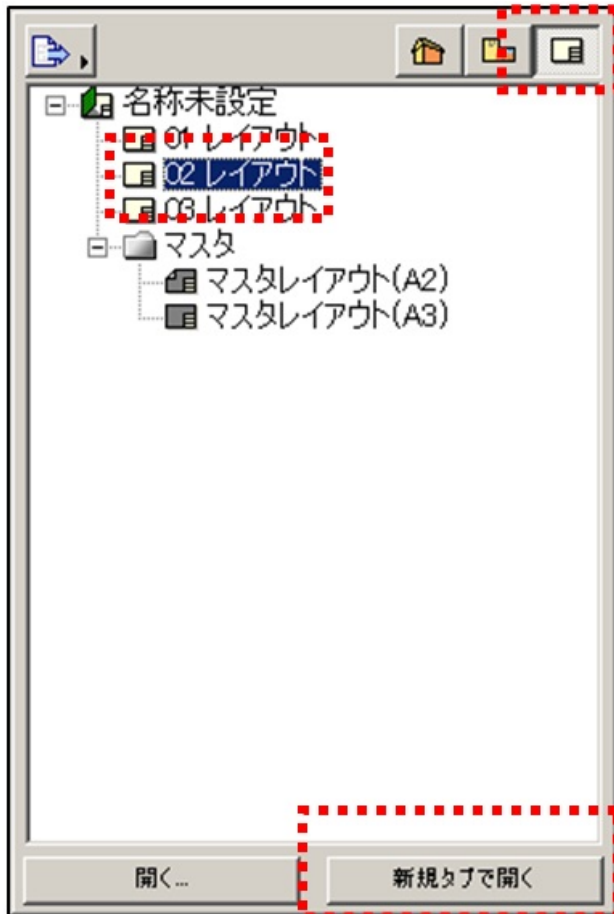 名称未設定
01 レイアウト
02 レイアウト
03 レイアウト
マスタ
マスタレイアウト(A2)
マスタレイアウト(A3)
開く...
新規タブで開く